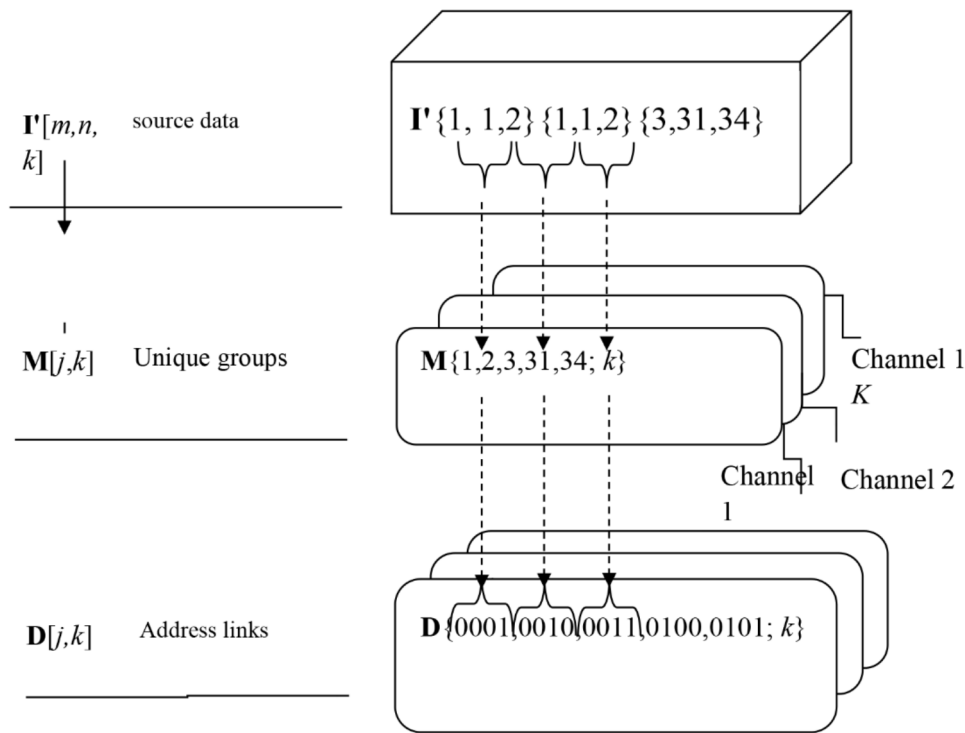 I'[m,n,
k]
source data
I'{1, 1,2} {1,1,2} {3,31,34}
M[j,k]
Unique groups
M{1,2,3,31,34; k}
Channel 1
K
Channel
1
Channel 2
D[j,k]
Address links
D{0001,0010,0011,0100,0101; k}